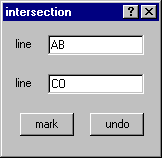 intersection
line AB
line CO
mark undo